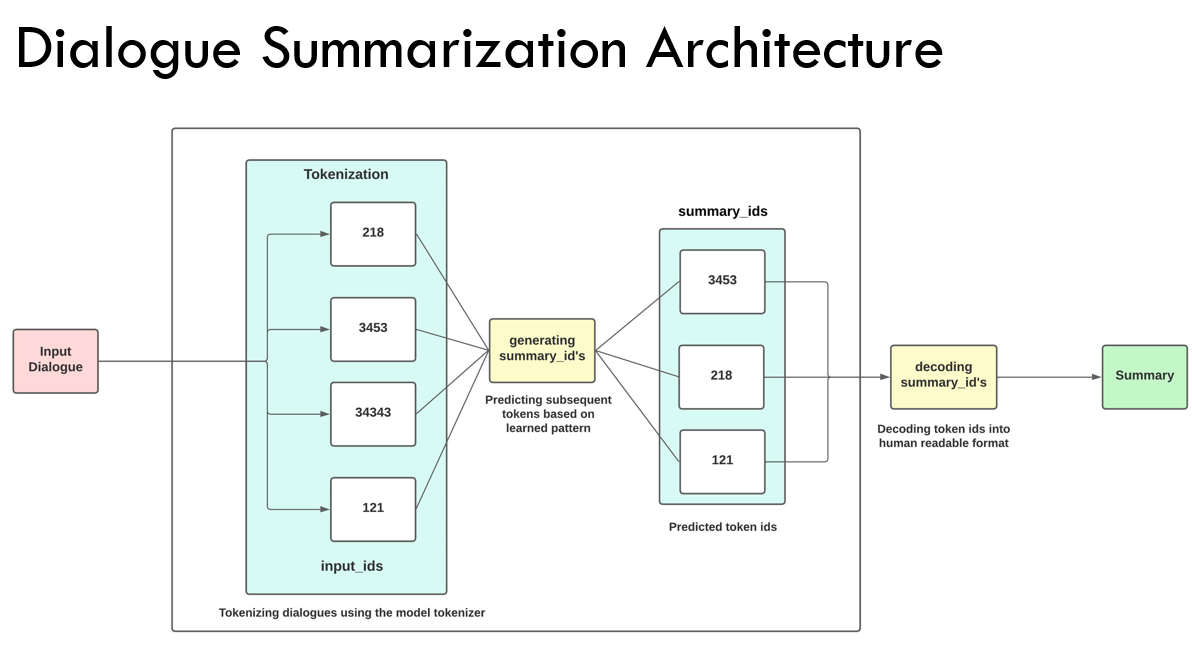 Dialogue Summarization Architecture
Input
Dialogue
Tokenization
218
3453
34343
121
input_ids
Tokenizing dialogues using the model tokenizer
generating
summary_id's
Predicting subsequent
tokens based on
learned pattern
summary_ids
3453
218
121
Predicted token ids
decoding
summary_id's
Decoding token ids into
human readable format
Summary